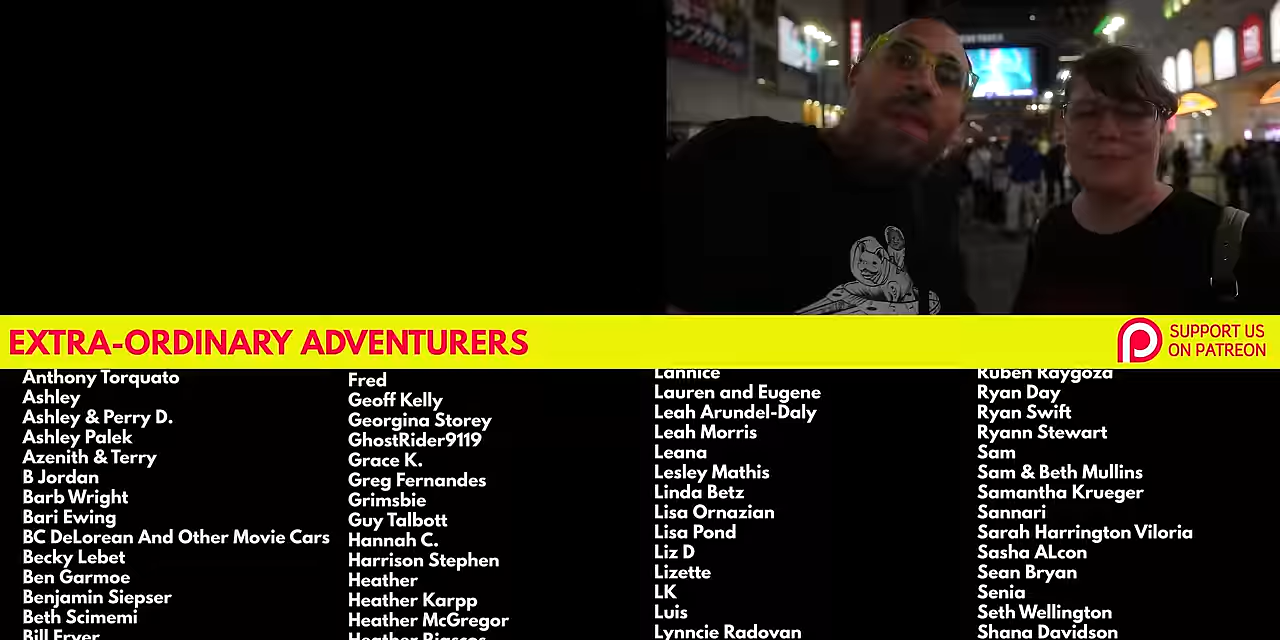 EXTRA-ORDINARY ADVENTURERS
SUPPORT US
ON PATREON
Anthony Torquato
Ashley
Ashley & Perry D.
Ashley Palek
Azenith & Terry
B Jordan
Barb Wright
Bari Ewing
BC DeLorean And Other Movie Cars
Becky Lebet
Ben Garmoe
Benjamin Siepser
Beth Scimemi
Bill Fryer
Fred
Geoff Kelly
Georgina Storey
GhostRider9119
Grace K.
Greg Fernandes
Grimsbie
Guy Talbott
Hannah C.
Harrison Stephen
Heather
Heather Karpp
Heather McGregor
Heather
Lannice
Lauren and Eugene
Leah Arundel-Daly
Leah Morris
Leana
Lesley Mathis
Linda Betz
Lisa Ornazian
Lisa Pond
Liz D
Lizette
LK
Luis
Lynncie Radovan
Ruben Raygoza
Ryan Day
Ryan Swift
Ryann Stewart
Sam
Sam & Beth Mullins
Samantha Krueger
Sannari
Sarah Harrington Viloria
Sasha ALcon
Sean Bryan
Senia
Seth Wellington
Shana Davidson